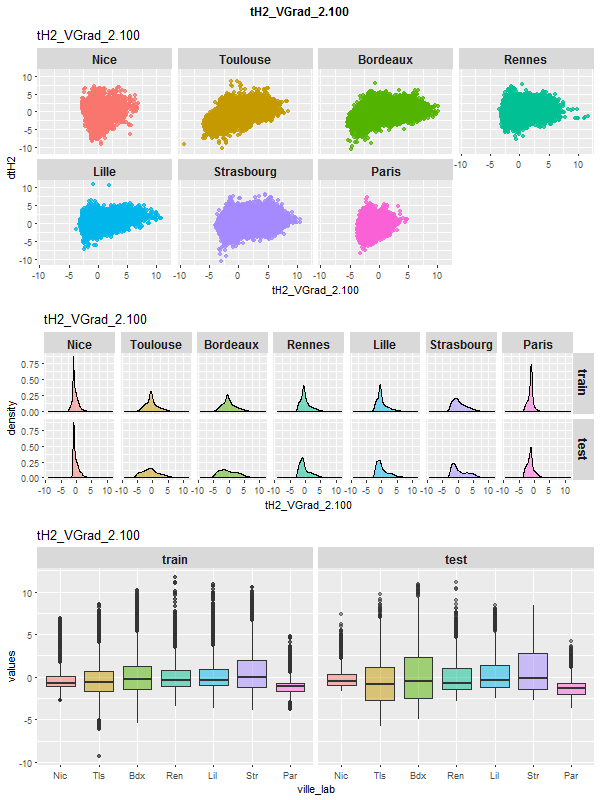 tH2_VGrad_2.100
tH2_VGrad_2.100
Nice Toulouse Bordeaux Rennes
10
5
0
-5
-10
-10 -5 0 5 10
Lille Strasbourg Paris
10
5
0
-5
-10
-10 -5 0 5 10 -10 -5 0 5 10 -10 -5 0 5 10
dtH2
tH2_VGrad_2.100
tH2_VGrad_2.100
Nice Toulouse Bordeaux Rennes Lille Strasbourg Paris
0.75
0.50
0.25
0.00
train
0.75
0.50
0.25
0.00
test
density
-10 -5 0 5 10 -10 -5 0 5 10 -10 -5 0 5 10 -10 -5 0 5 10 -10 -5 0 5 10 -10 -5 0 5 10 -10 -5 0 5 10
tH2_VGrad_2.100
tH2_VGrad_2.100
train test
10
5
0
-5
-10
values
Nic Tls Bdx Ren Lil Str Par Nic Tls Bdx Ren Lil Str Par
ville_lab